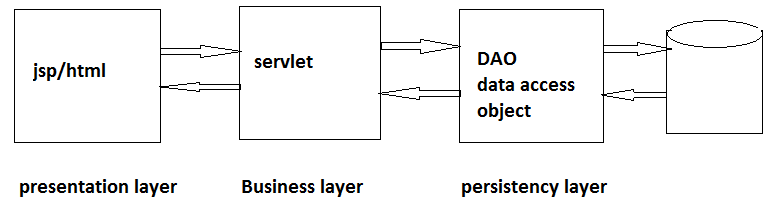 jsp/html
servlet
DAO
data access
object
presentation layer
Business layer
persistency layer